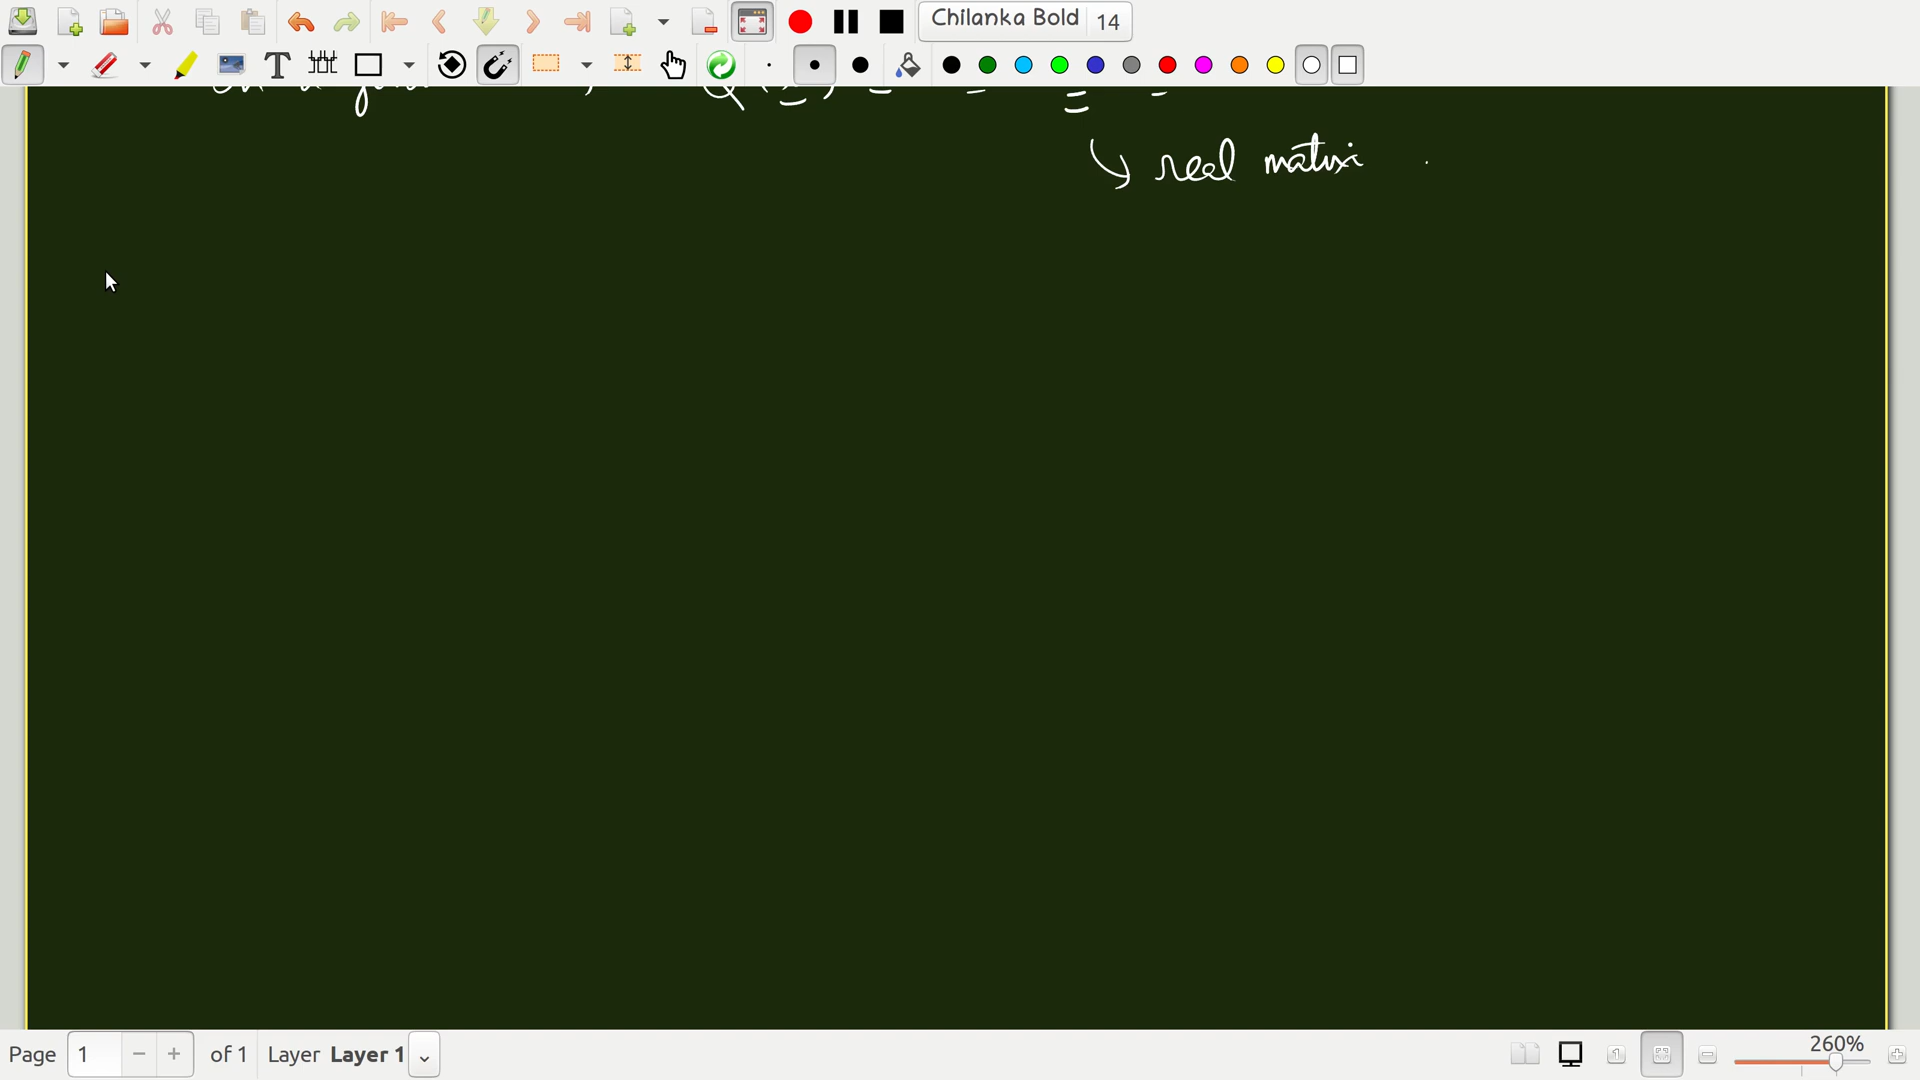 Chilanka Bold 14
real matrix
Page 1 of 1 Layer Layer 1 260%